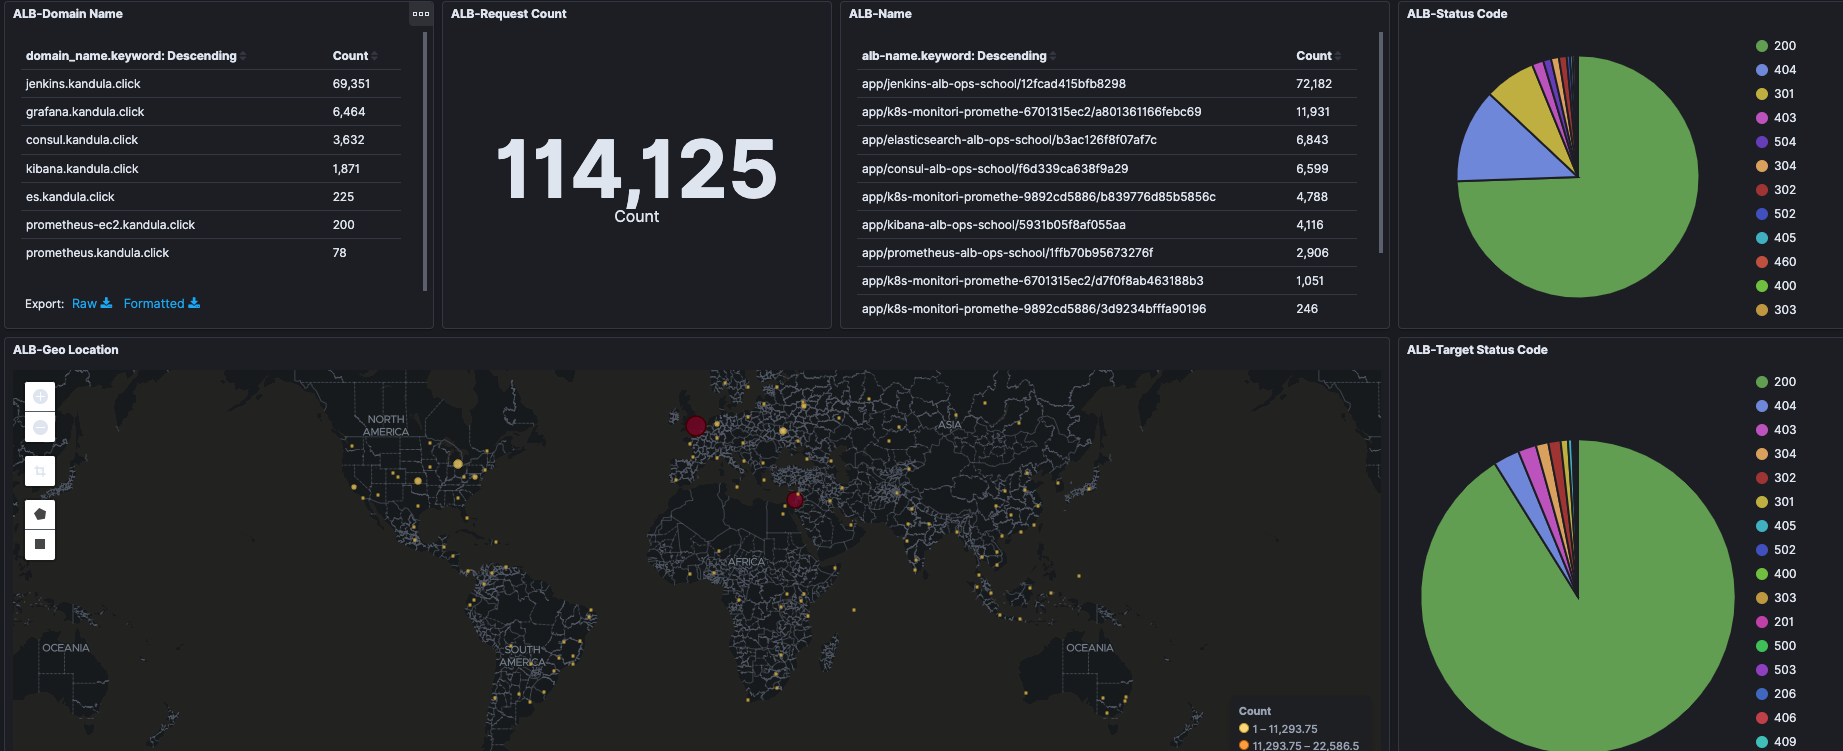 ALB-Domain Name
domain_name.keyword: Descending Count
jenkins.kandula.click 69,351
grafana.kandula.click 6,464
consul.kandula.click 3,632
kibana.kandula.click 1,871
es.kandula.click 225
prometheus-ec2.kandula.click 200
prometheus.kandula.click 78
Export: Raw Formatted
ALB-Request Count
114,125
Count
ALB-Name
alb-name.keyword: Descending Count
app/jenkins-alb-ops-school/12fcad415bfb8298 72,182
app/k8s-monitori-promethe-6701315ec2/a801361166febc69 11,931
app/elasticsearch-alb-ops-school/b3ac126f8f07af7c 6,843
app/consul-alb-ops-school/f6d339ca638f9a29 6,599
app/k8s-monitori-promethe-9892cd5886/b839776d85b5856c 4,788
app/kibana-alb-ops-school/5931b05f8af055aa 4,116
app/prometheus-alb-ops-school/1ffb70b95673276f 2,906
app/k8s-monitori-promethe-6701315ec2/d7f0f8ab463188b3 1,051
app/k8s-monitori-promethe-9892cd5886/3d9234bfffa90196 246
ALB-Status Code
200
404
301
403
504
304
302
502
405
460
400
303
ALB-Geo Location
NORTH
AMERICA
ASIA
AFRICA
OCEANIA
SOUTH
AMERICA
OCEANIA
Count
1 – 11,293.75
11,293.75 – 22,586.5
ALB-Target Status Code
200
404
403
304
302
301
405
502
400
303
201
500
503
206
406
409